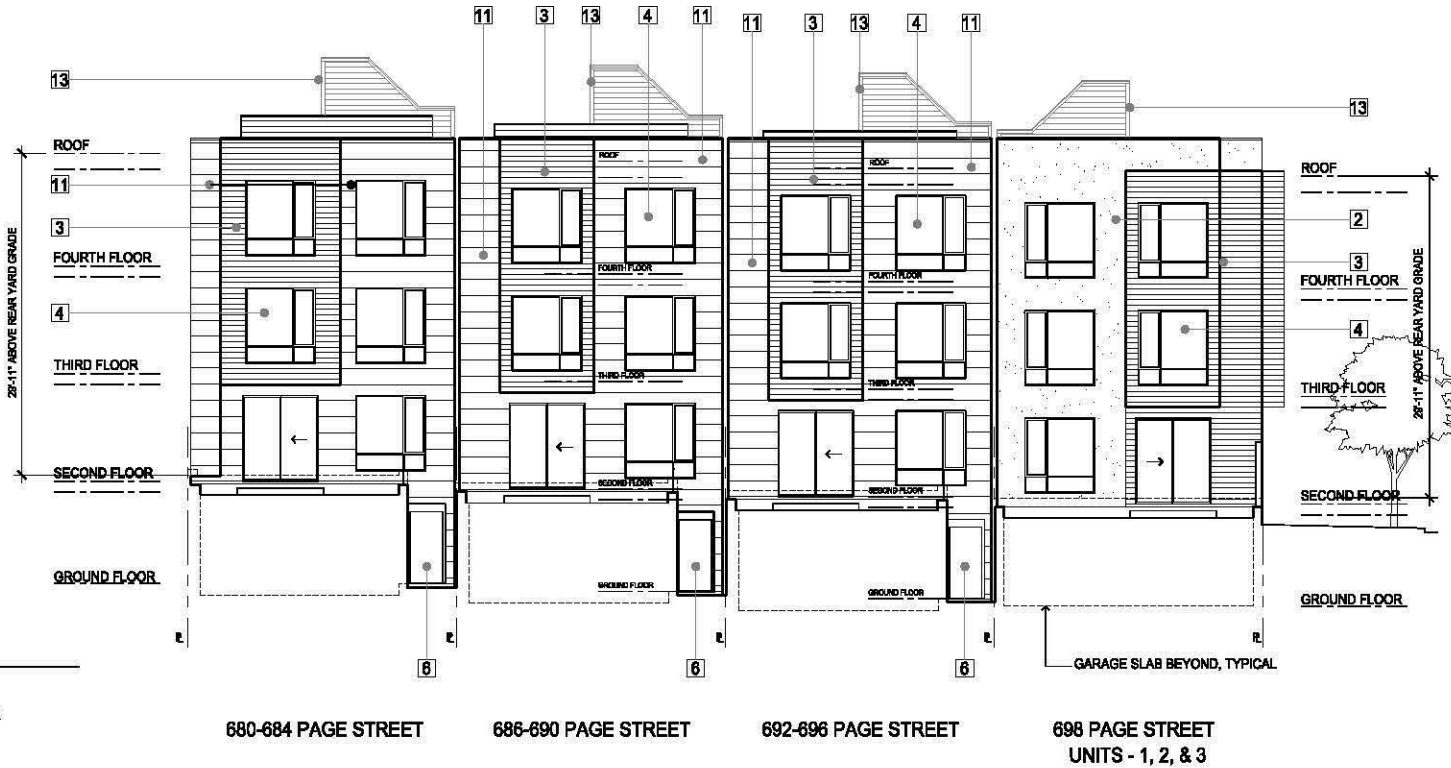 11 3 13 4 11 11 3 13 4 11
13
13
ROOF
ROOF
ROOF
ROOF
11
3
2
FOURTH FLOOR
FOURTH FLOOR
FOURTH FLOOR
FOURTH FLOOR
11
11
3
4
4
THIRD FLOOR
THIRD FLOOR
THIRD FLOOR
THIRD FLOOR
28'-11" ABOVE REAR YARD GRADE
28'-11" ABOVE REAR YARD GRADE
SECOND FLOOR
SECOND FLOOR
SECOND FLOOR
SECOND FLOOR
GROUND FLOOR
GROUND FLOOR
GROUND FLOOR
GROUND FLOOR
6
6
6
GARAGE SLAB BEYOND, TYPICAL
680-684 PAGE STREET
686-690 PAGE STREET
692-696 PAGE STREET
698 PAGE STREET
UNITS - 1, 2, & 3